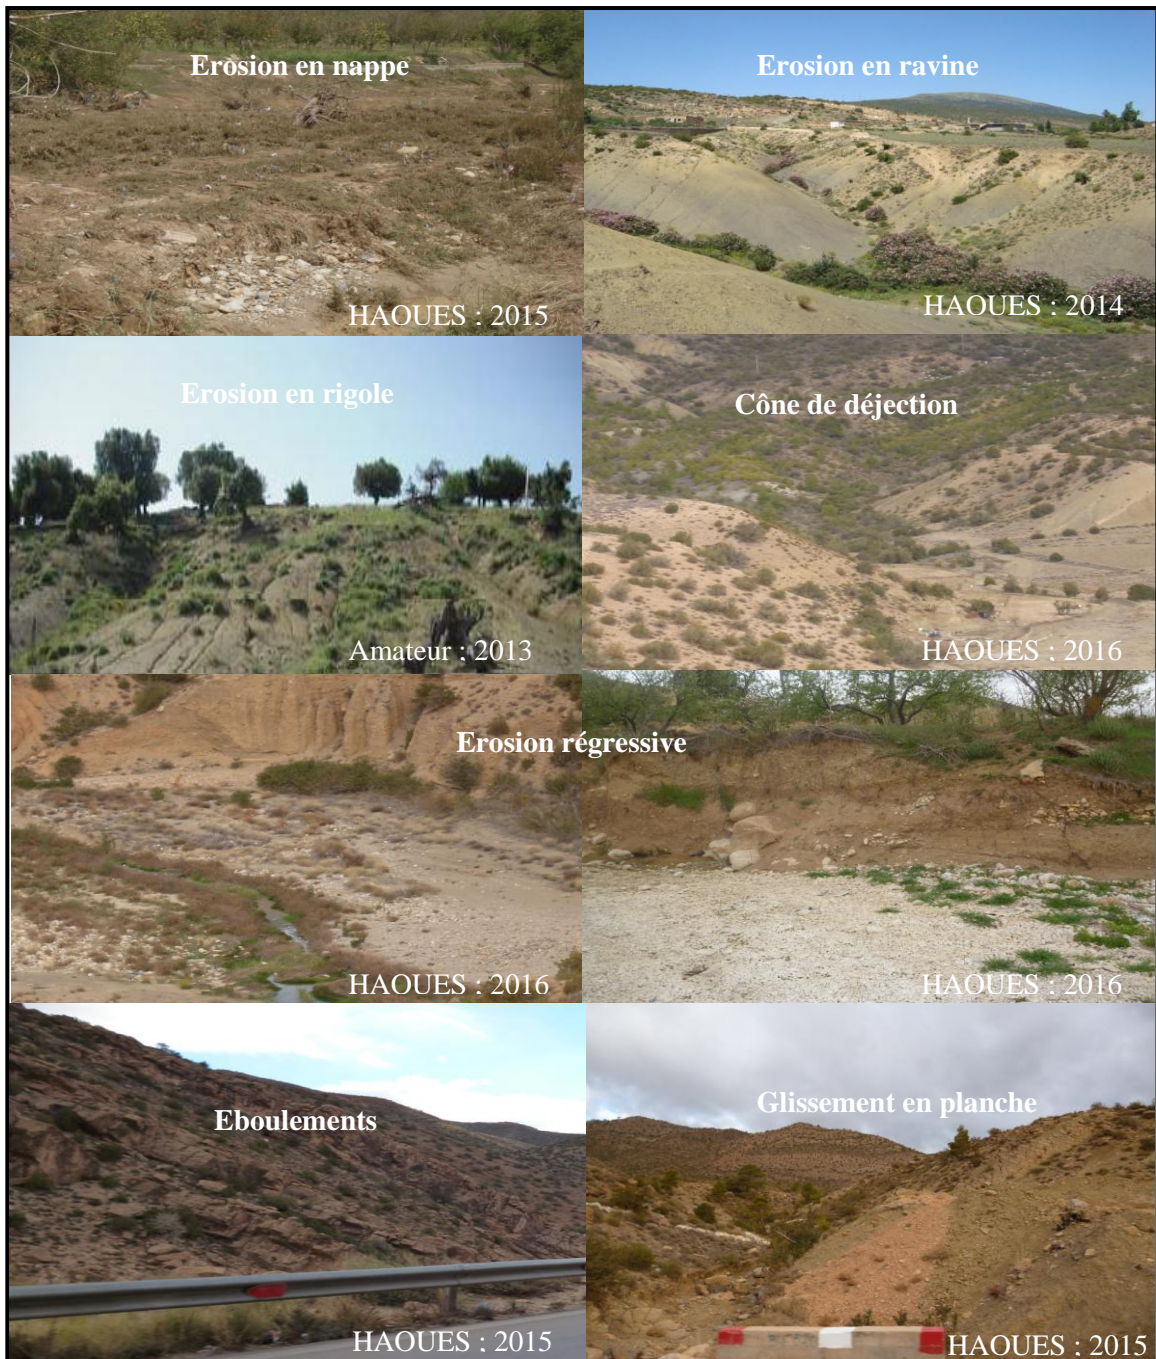 Erosion en nappe
HAOUES : 2015
Erosion en ravine
HAOUES : 2014
Erosion en rigole
Amateur : 2013
Cône de déjection
HAOUES : 2016
Erosion régressive
HAOUES : 2016
HAOUES : 2016
Eboulements
HAOUES : 2015
Glissement en planche
HAOUES : 2015